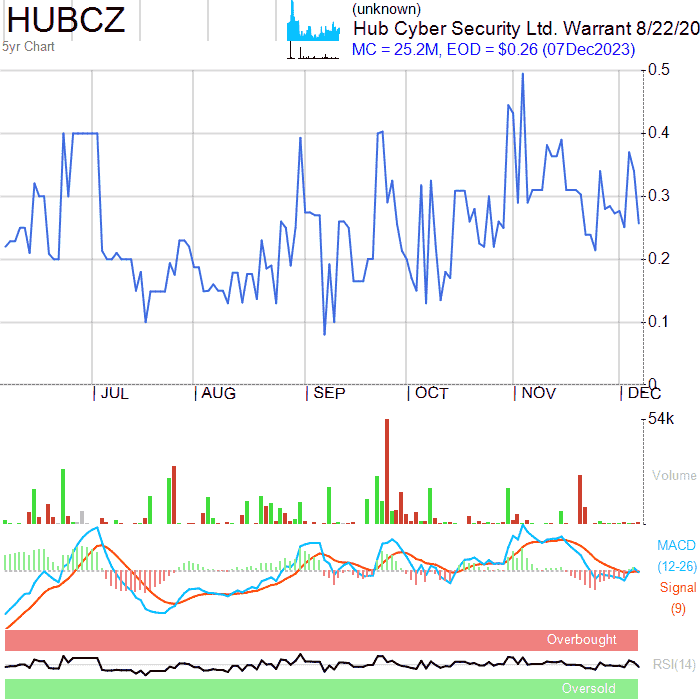 HUBCZ
5yr Chart
(unknown)
Hub Cyber Security Ltd. Warrant 8/22/20
MC = 25.2M, EOD = $0.26 (07Dec2023)
0.5
0.4
0.3
0.2
0.1
0
JUL AUG SEP OCT NOV DEC
54k
Volume
MACD
(12-26)
Signal
(9)
Overbought
RSI(14)
Oversold